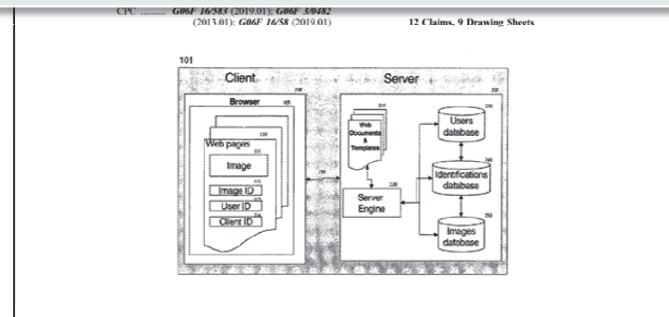 CPC .......... G06F 16/583 (2019.01); G06F 3/0482
(2013.01); G06F 16/58 (2019.01)
12 Claims, 9 Drawing Sheets
101
Client
Server
Browser
Web pages
Image
Image ID
User ID
Client ID
Web
Documents
&
Templates
Server
Engine
Users
database
Identifications
database
Images
database